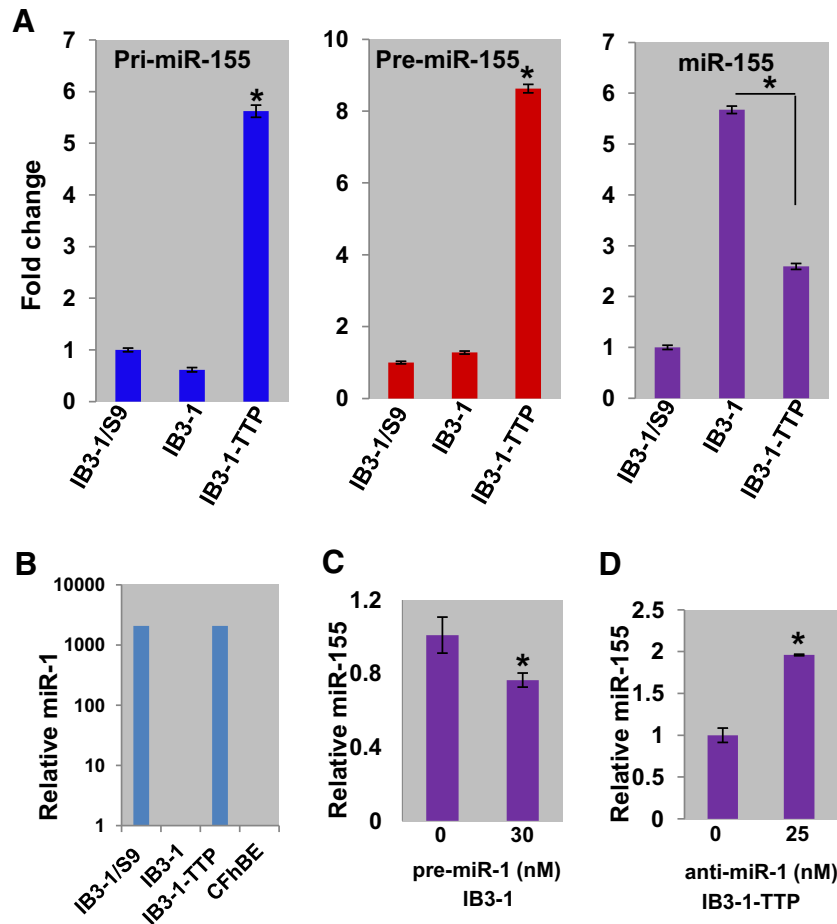 A
Fold change
7
6
5
4
3
2
1
0
Pri-miR-155
*
IB3-1/S9
IB3-1
IB3-1-TTP
10
8
6
4
2
0
Pre-miR-155
*
IB3-1/S9
IB3-1
IB3-1-TTP
7
6
5
4
3
2
1
0
miR-155
*
IB3-1/S9
IB3-1
IB3-1-TTP
B
Relative miR-1
10000
1000
100
10
1
IB3-1/S9
IB3-1
IB3-1-TTP
CFhBE
C
Relative miR-155
1.2
0.8
0.4
0
*
0 30
pre-miR-1 (nM)
IB3-1
D
Relative miR-155
2.5
2
1.5
1
0.5
0
*
0 25
anti-miR-1 (nM)
IB3-1-TTP